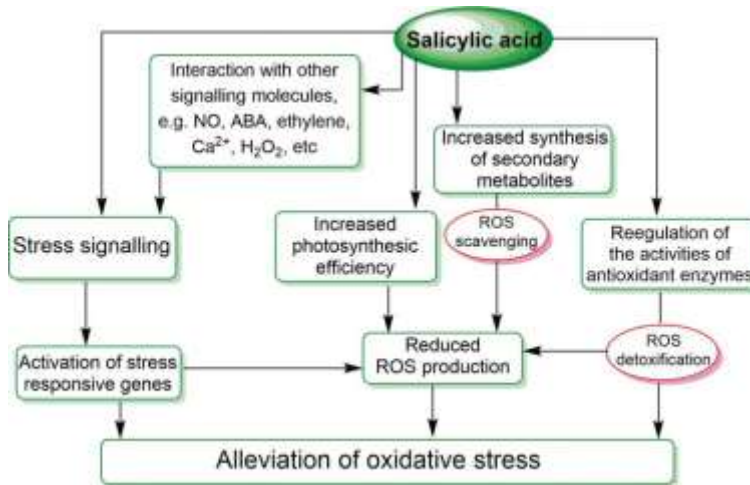 Salicylic acid
Interaction with other
signalling molecules,
e.g. NO, ABA, ethylene,
Ca²⁺, H₂O₂, etc
Increased synthesis
of secondary
metabolites
Stress signalling
Increased
photosynthesic
efficiency
ROS
scavenging
Reegulation of
the activities of
antioxidant enzymes
Activation of stress
responsive genes
Reduced
ROS production
ROS
detoxification
Alleviation of oxidative stress